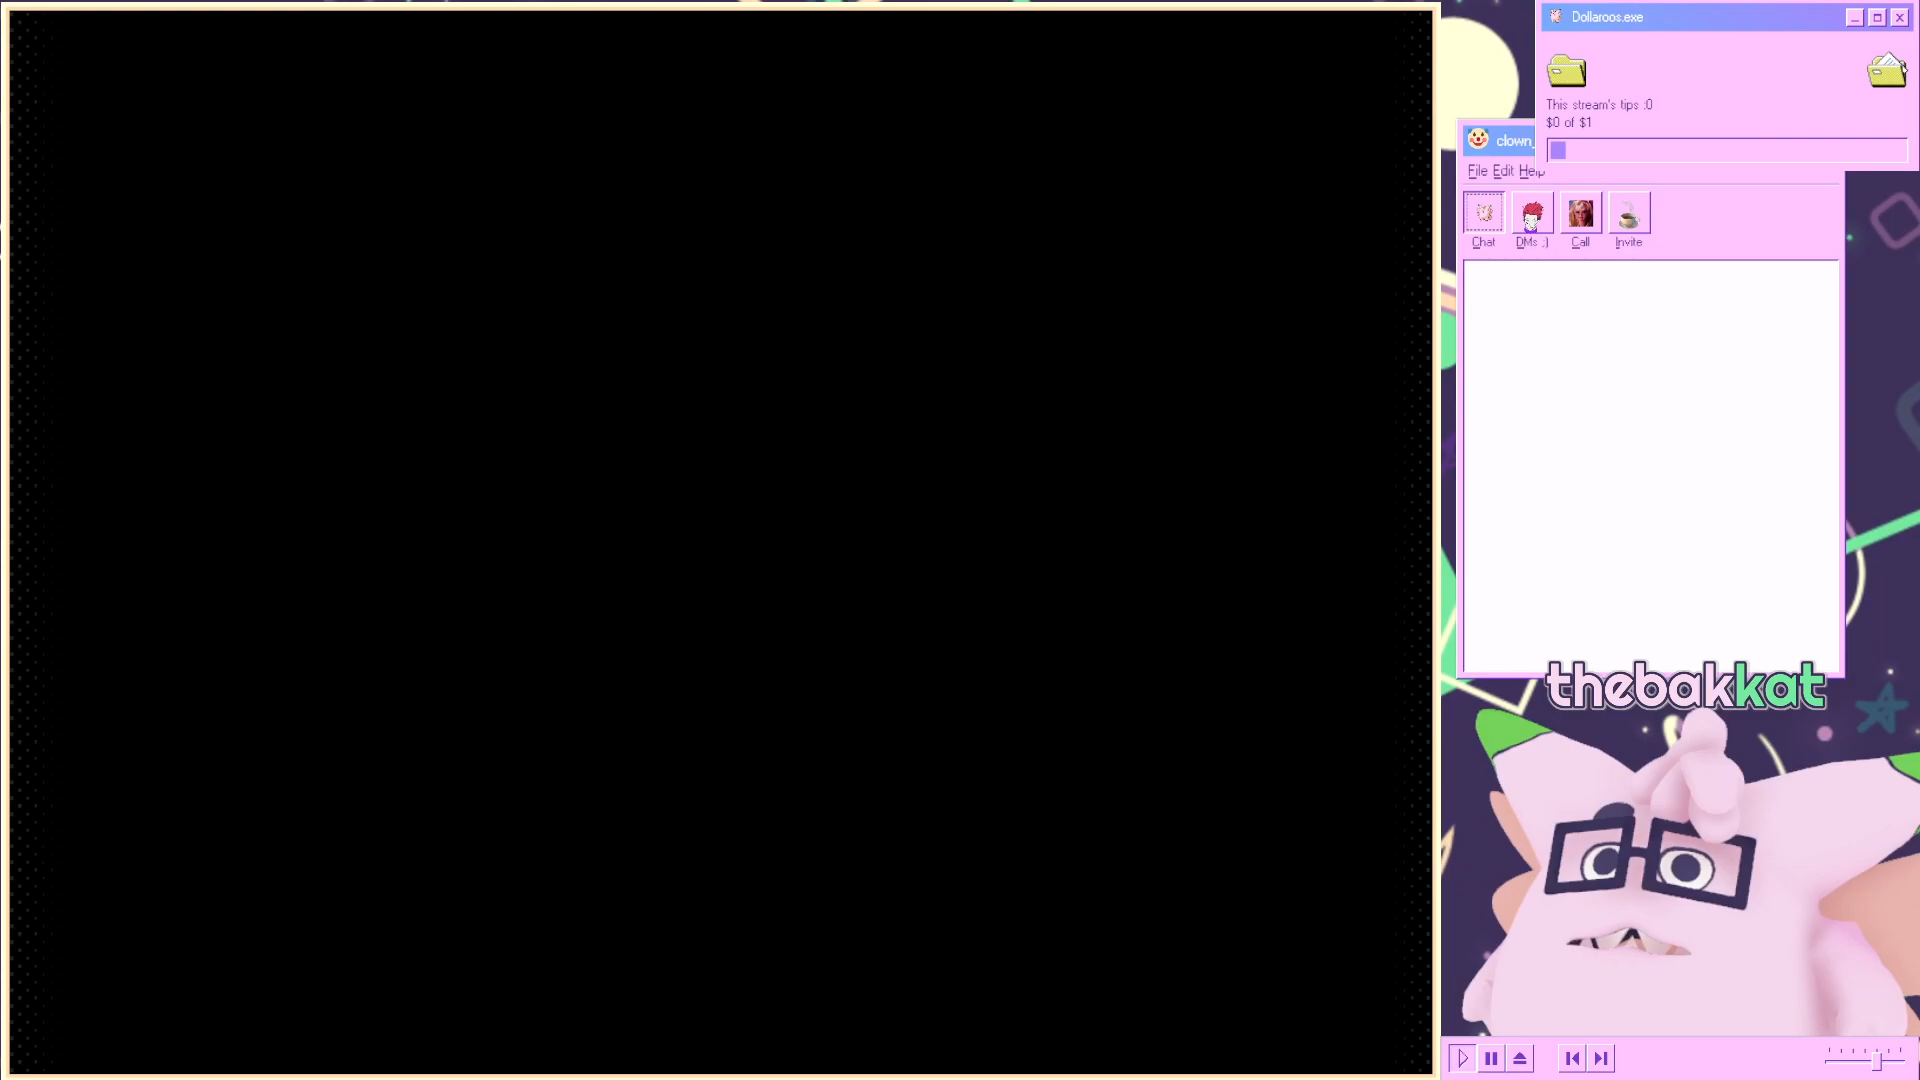 Dollaroos.exe
This stream's tips :0
$0 of $1
clown_
File Edit Help
Chat DMs ;) Call Invite
thebakkat